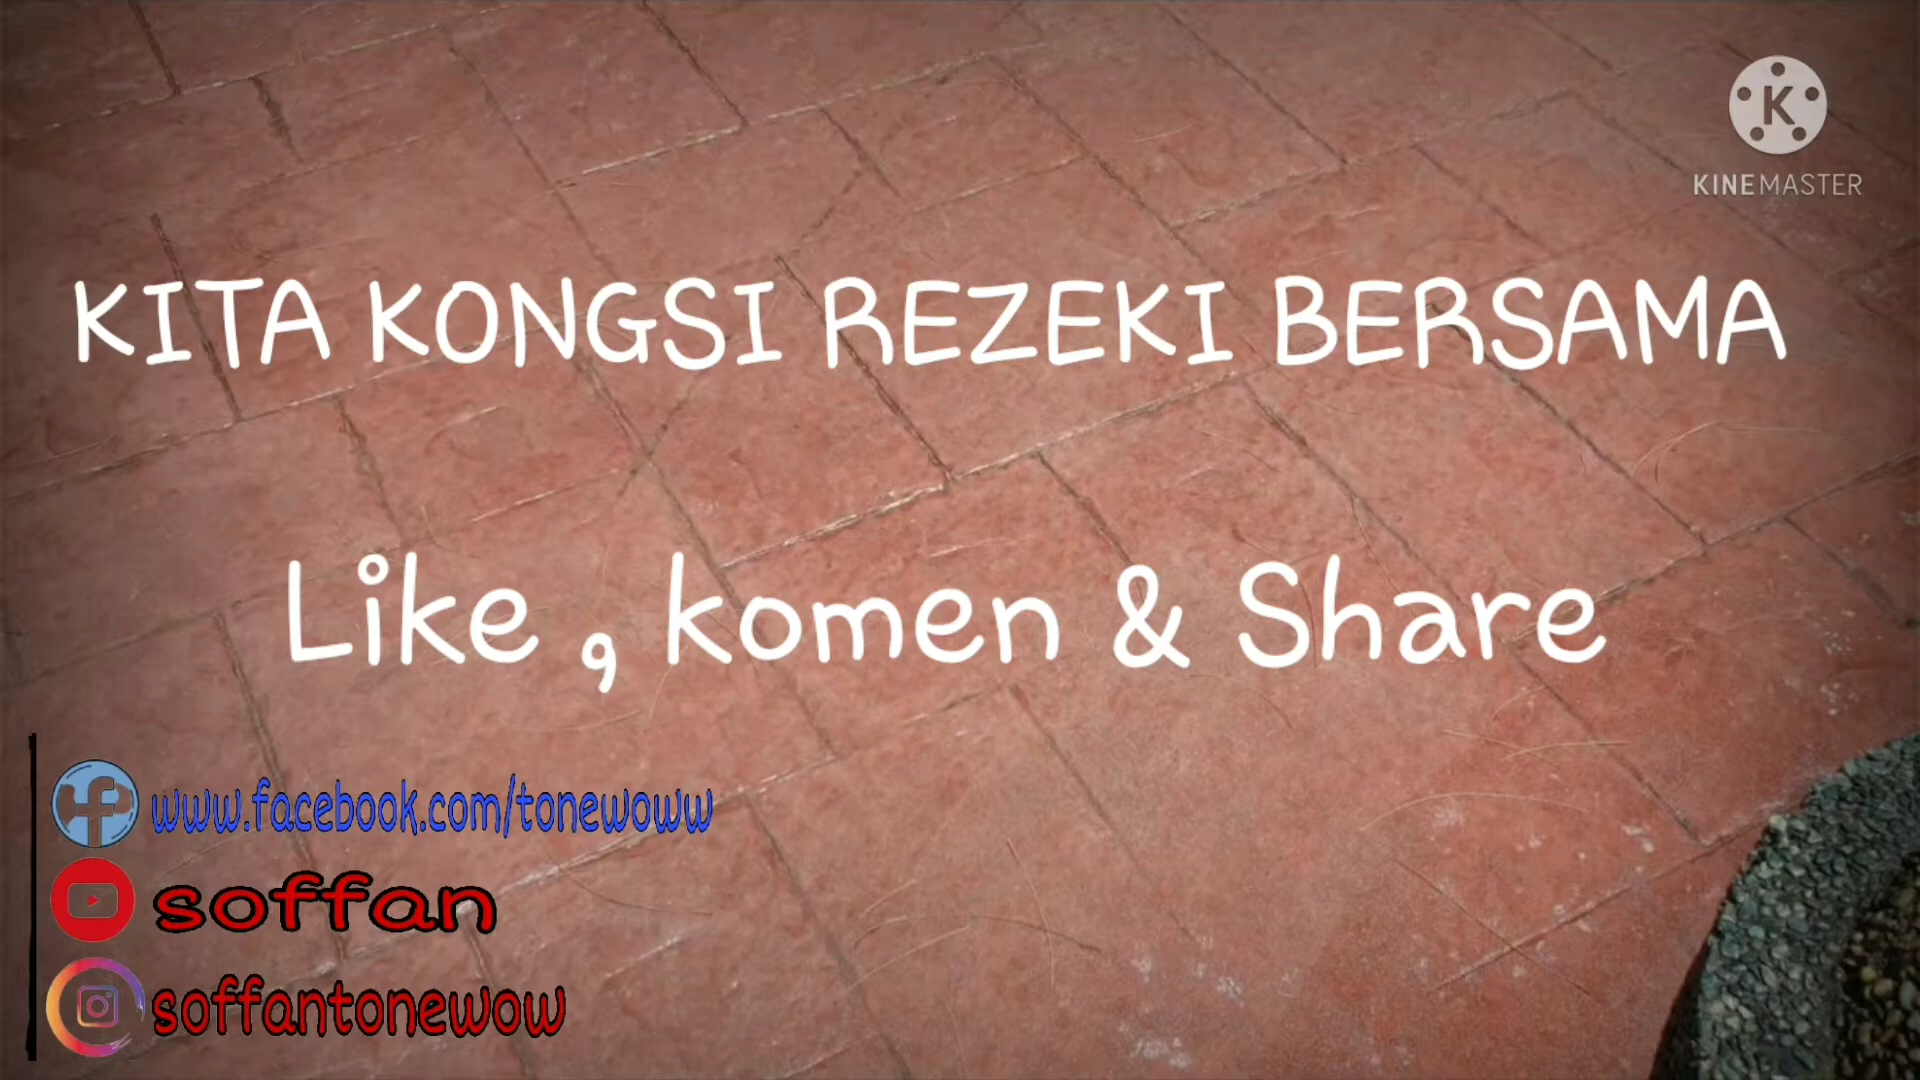 KINEMASTER
KITA KONGSI REZEKI BERSAMA
Like , komen & Share
www.facebook.com/tonewoww
soffan
soffantonewow